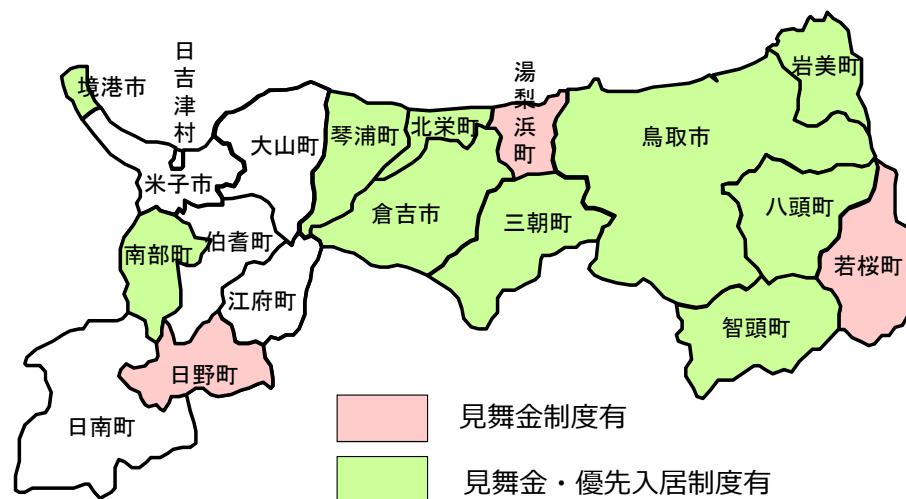 境港市
日吉津村
米子市
大山町
琴浦町
北栄町
湯梨浜町
鳥取市
岩美町
八頭町
若桜町
智頭町
三朝町
倉吉市
南部町
伯耆町
江府町
日野町
日南町
見舞金制度有
見舞金・優先入居制度有